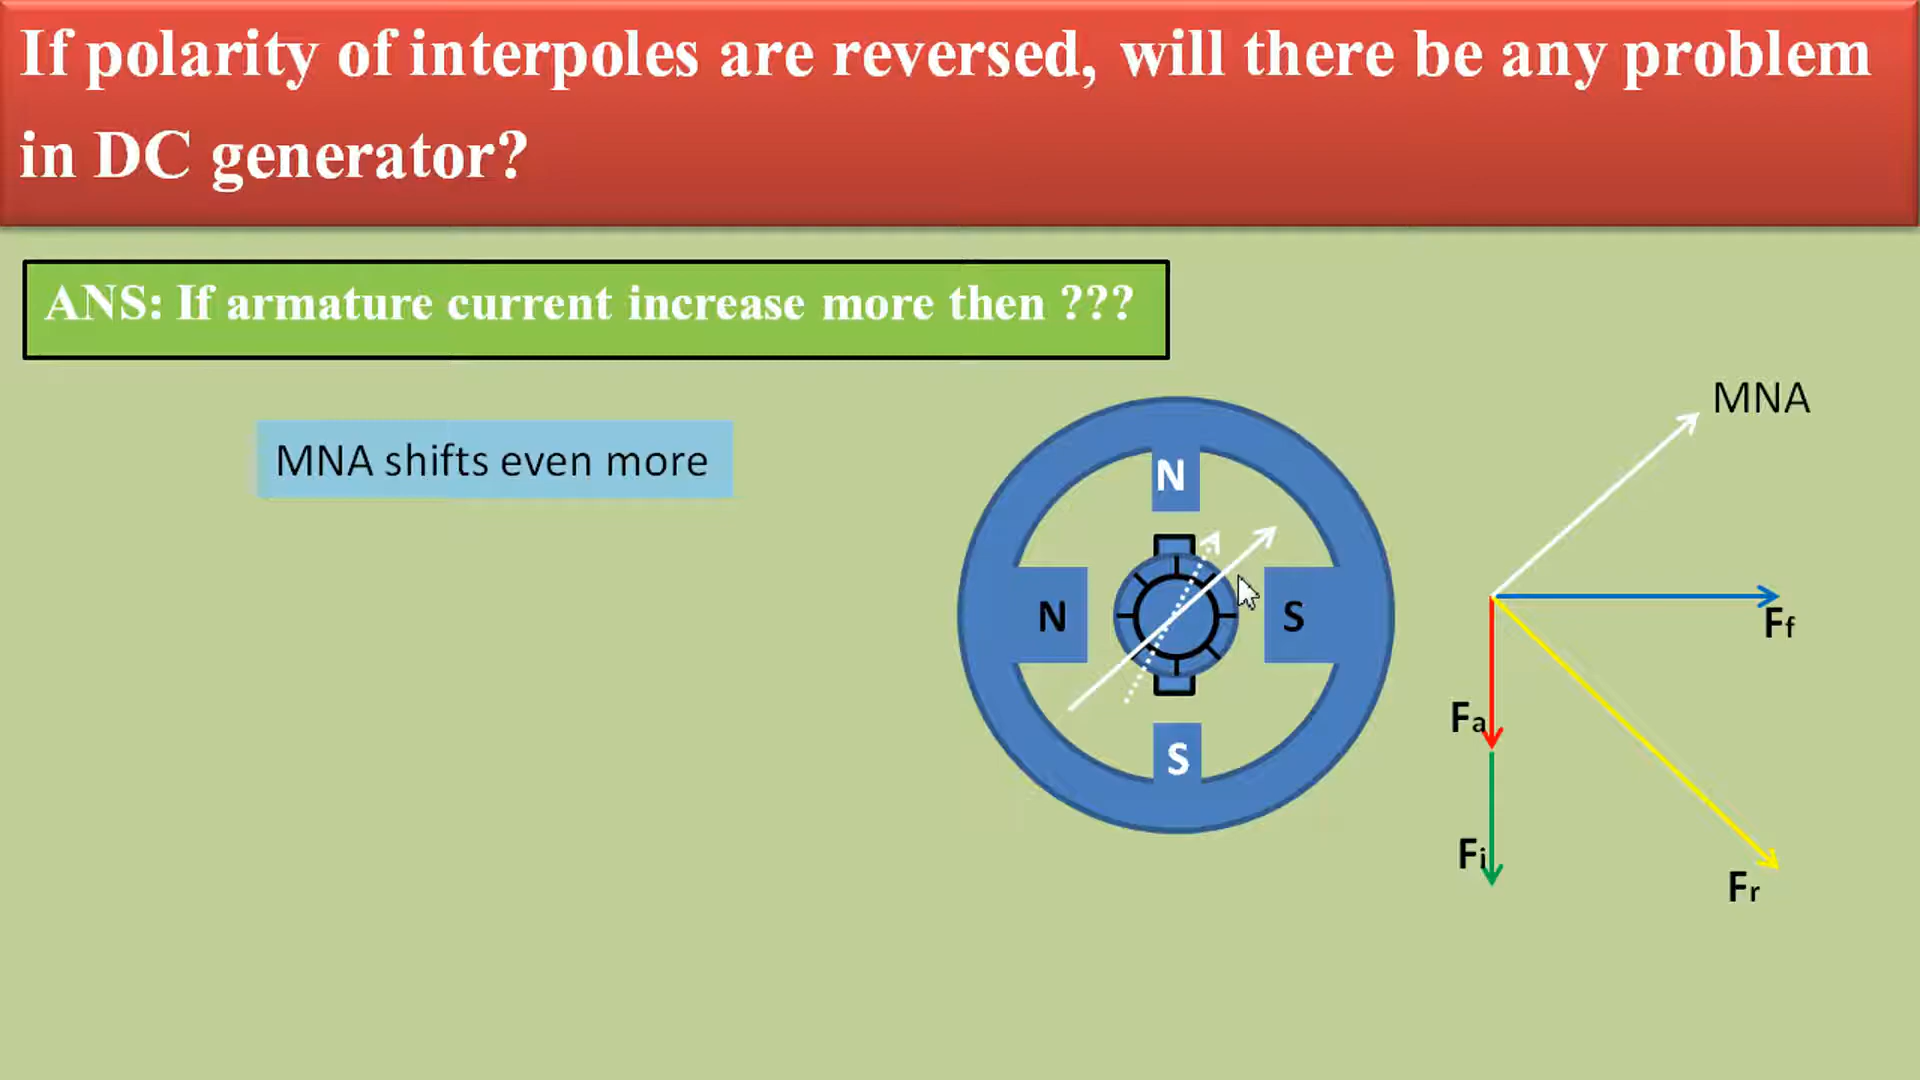 If polarity of interpoles are reversed, will there be any problem
in DC generator?
ANS: If armature current increase more then ???
MNA shifts even more
MNA
N
N
S
S
Ff
Fa
Fi
Fr